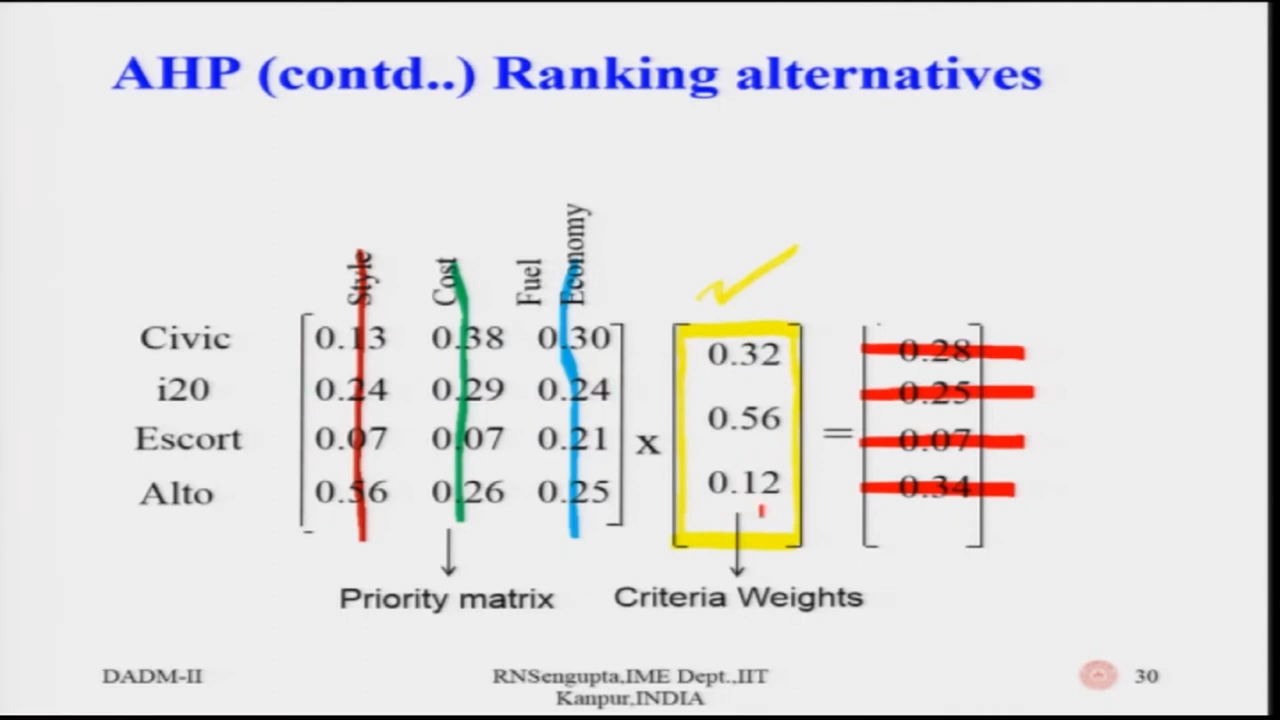 AHP (contd..) Ranking alternatives
Style Cost Fuel Economy
Civic 0.13 0.38 0.30 0.32 0.28
i20 0.24 0.29 0.24 0.56 0.25
Escort 0.07 0.07 0.21 x = 0.07
Alto 0.56 0.26 0.25 0.12 0.34
Priority matrix Criteria Weights
DADM-II RNSengupta,IME Dept.,IIT 30
Kanpur,INDIA